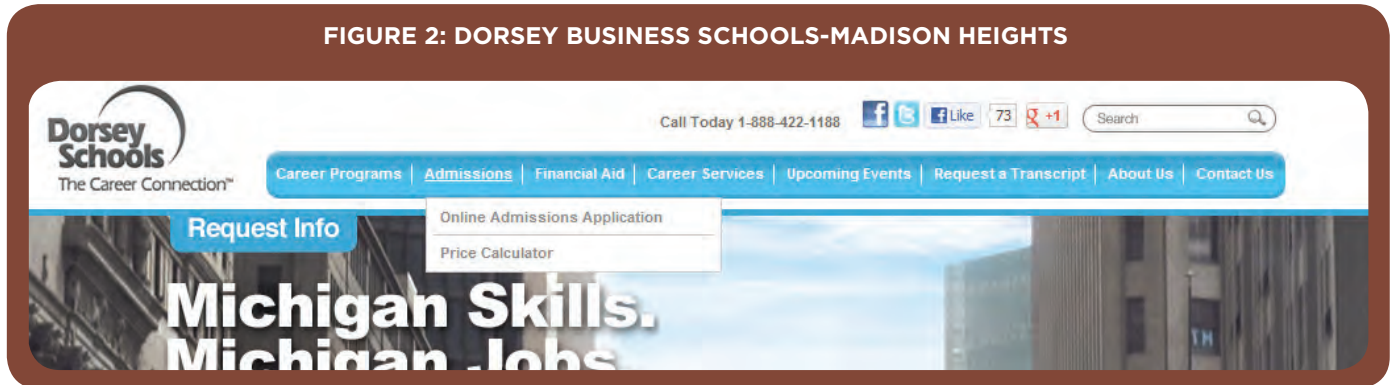 FIGURE 2: DORSEY BUSINESS SCHOOLS-MADISON HEIGHTS
Dorsey
Schools
The Career Connection™
Call Today 1-888-422-1188
f
Like
73
+1
Search
Career Programs | Admissions | Financial Aid | Career Services | Upcoming Events | Request a Transcript | About Us | Contact Us
Online Admissions Application
Price Calculator
Request Info
Michigan Skills.
Michigan Jobs